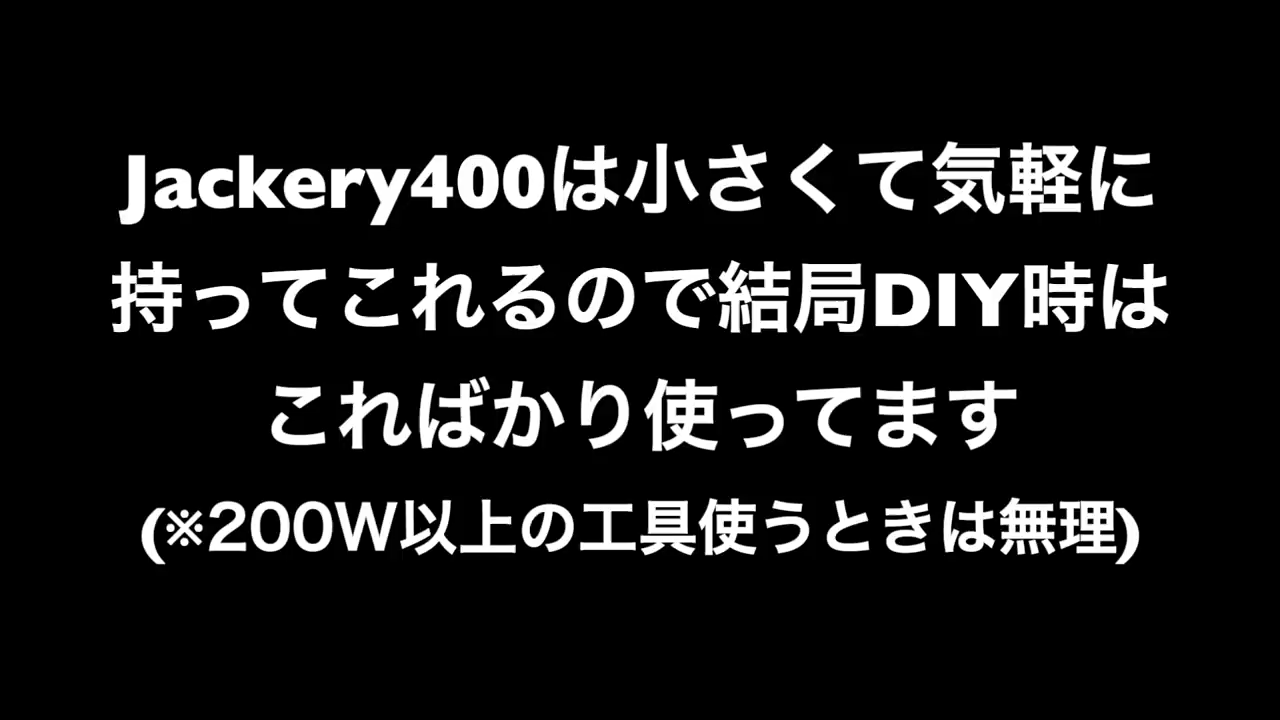 Jackery400は小さくて気軽に
持ってこれるので結局DIY時は
こればかり使ってます
(※200W以上の工具使うときは無理)